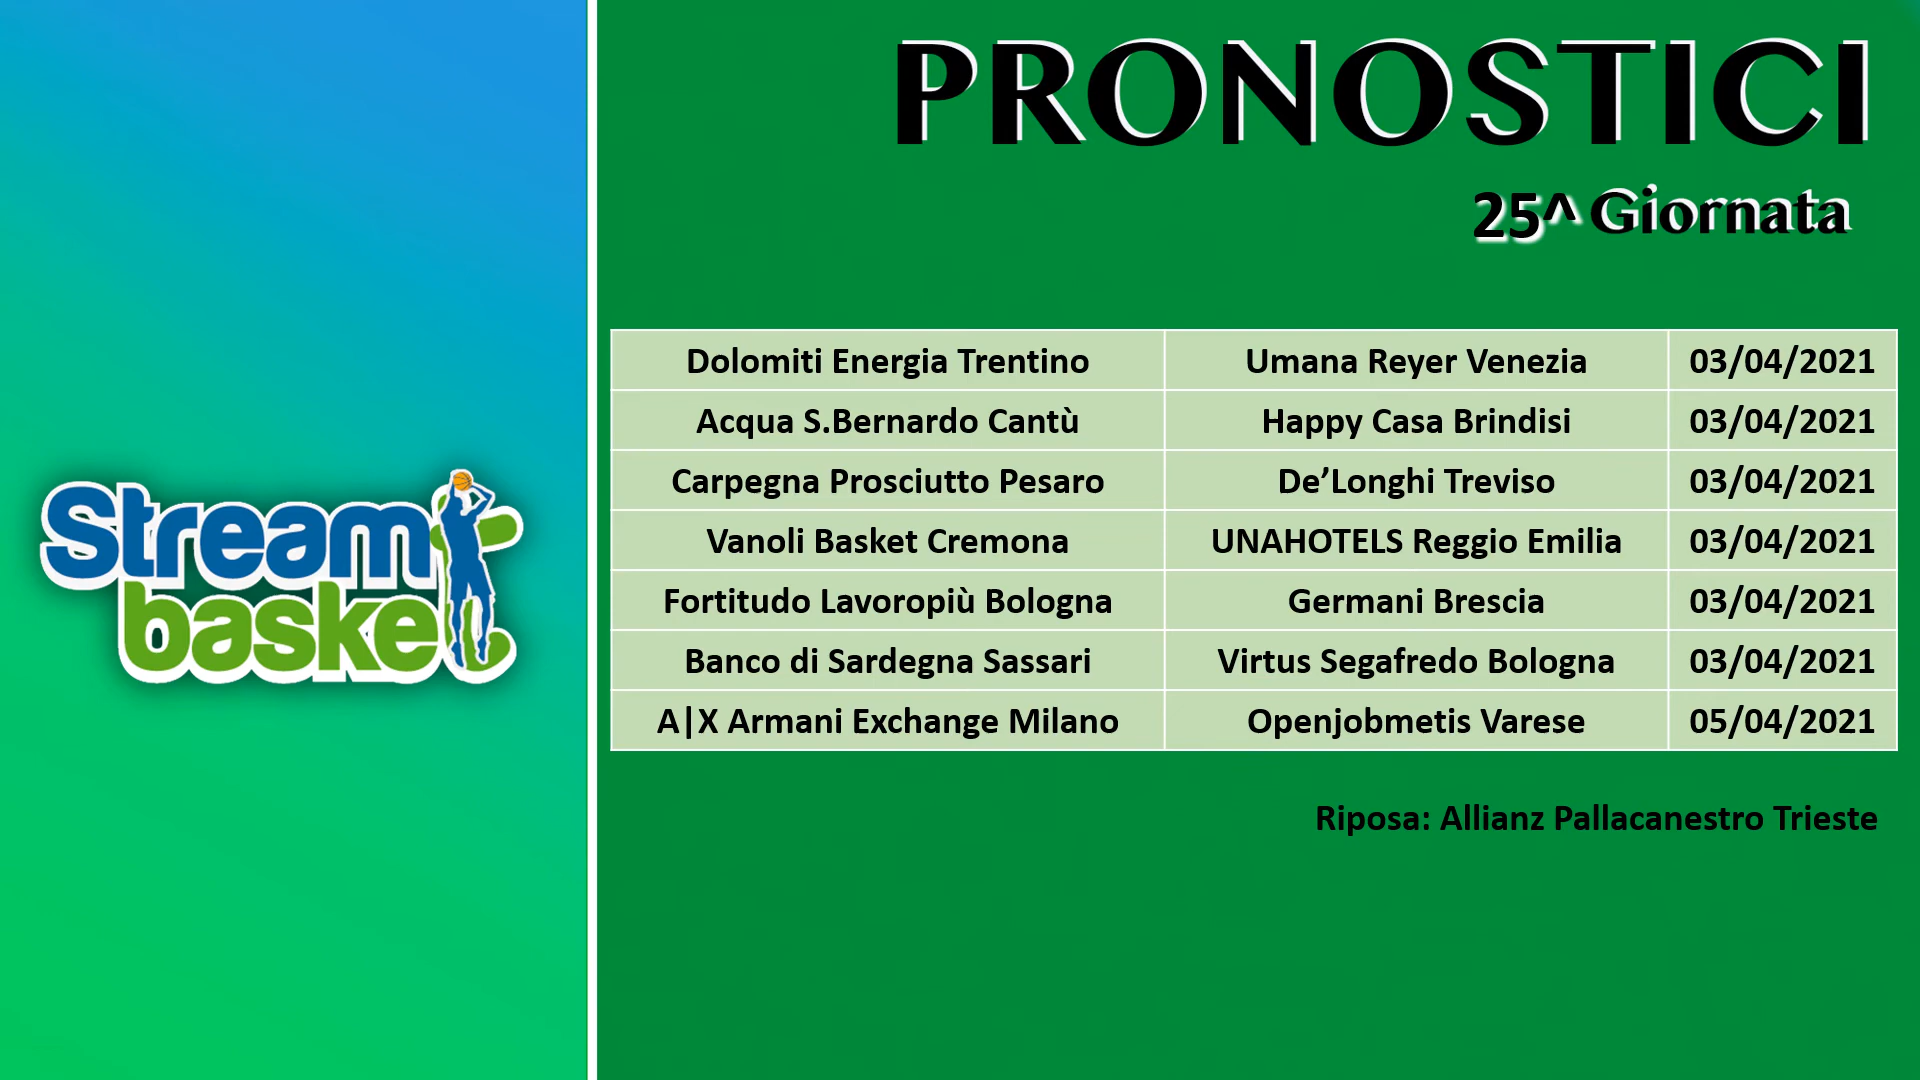 PRONOSTICI
25^ Giornata
Dolomiti Energia Trentino Umana Reyer Venezia 03/04/2021
Acqua S.Bernardo Cantù Happy Casa Brindisi 03/04/2021
Carpegna Prosciutto Pesaro De’Longhi Treviso 03/04/2021
Vanoli Basket Cremona UNAHOTELS Reggio Emilia 03/04/2021
Fortitudo Lavoropiù Bologna Germani Brescia 03/04/2021
Banco di Sardegna Sassari Virtus Segafredo Bologna 03/04/2021
A|X Armani Exchange Milano Openjobmetis Varese 05/04/2021
Riposa: Allianz Pallacanestro Trieste
Stream
basket